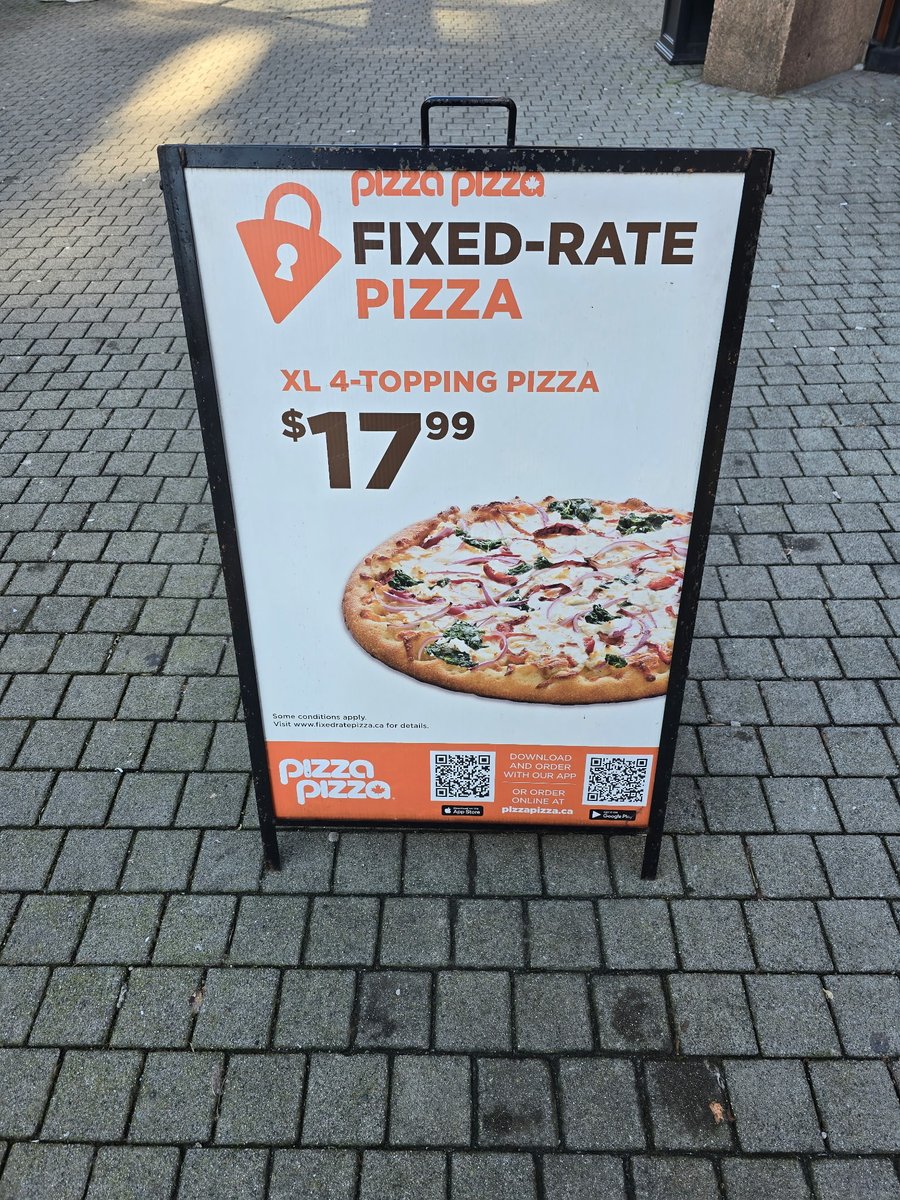 pizza pizza
FIXED-RATE
PIZZA
XL 4-TOPPING PIZZA
$17.99
Some conditions apply.
Visit www.fixedratepizza.ca for details.
pizza
pizza
DOWNLOAD
AND ORDER
WITH OUR APP
OR ORDER
ONLINE AT
pizzapizza.ca
App Store
Google Play